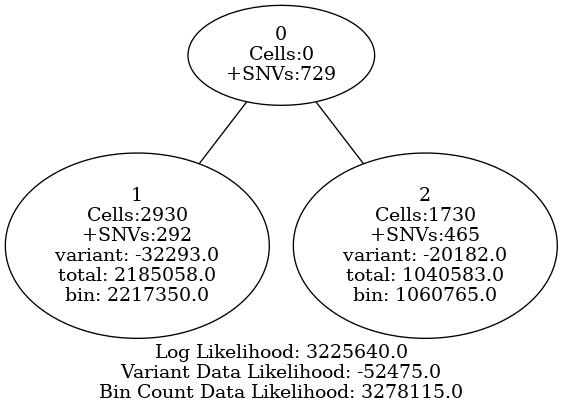 0
Cells:0
+SNVs:729
1
Cells:2930
+SNVs:292
variant: -32293.0
total: 2185058.0
bin: 2217350.0
2
Cells:1730
+SNVs:465
variant: -20182.0
total: 1040583.0
bin: 1060765.0
Log Likelihood: 3225640.0
Variant Data Likelihood: -52475.0
Bin Count Data Likelihood: 3278115.0